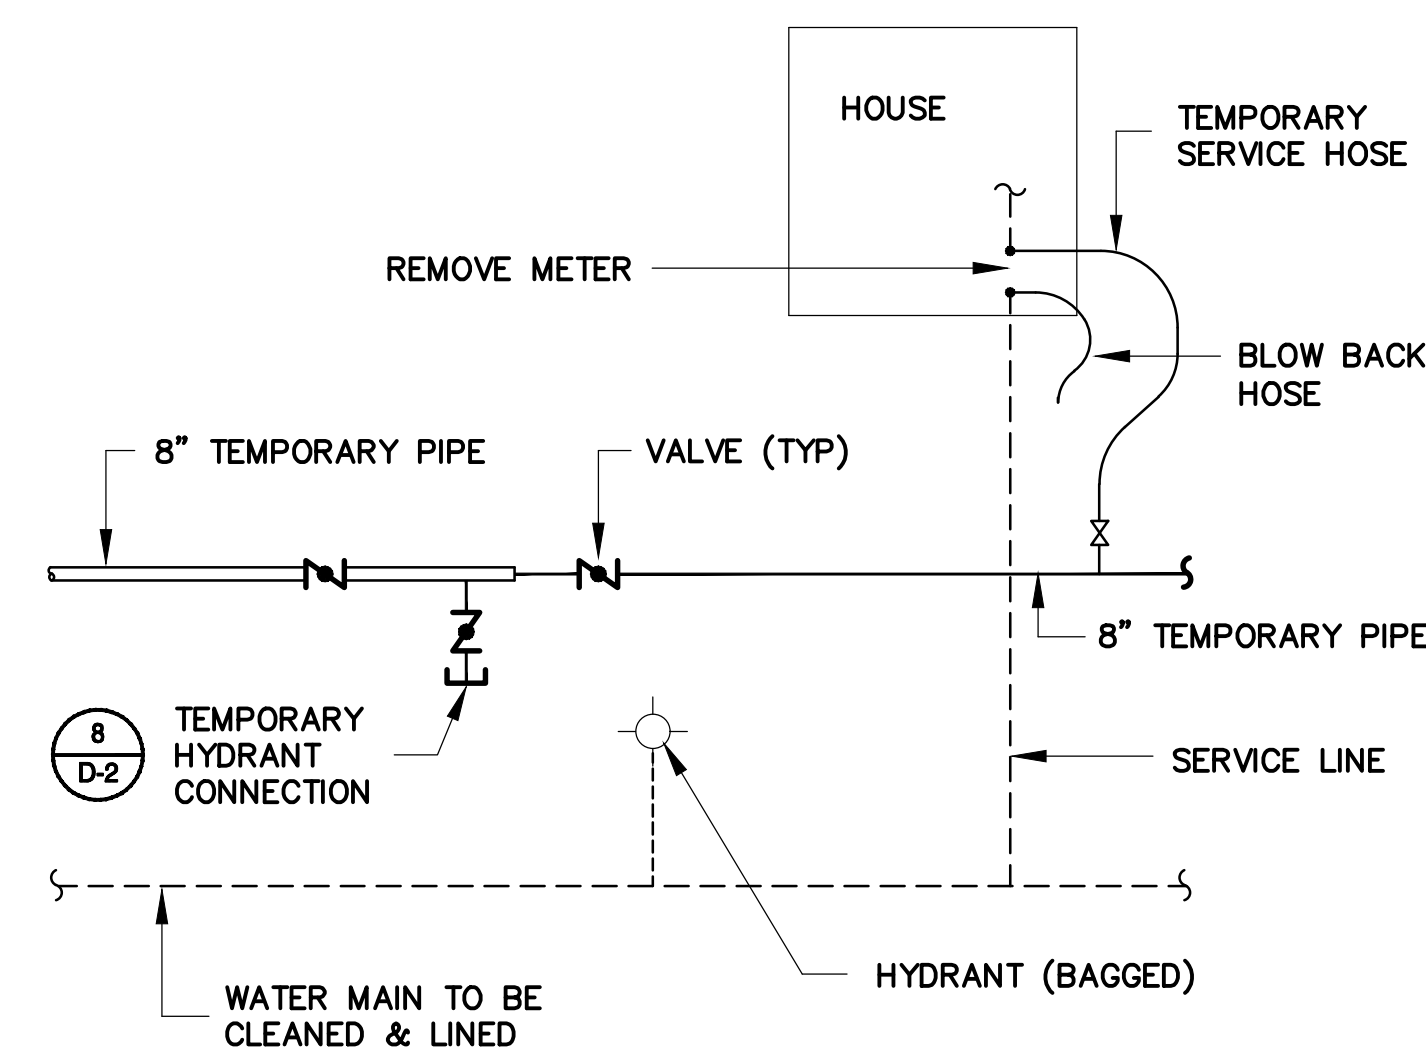 HOUSE
TEMPORARY
SERVICE HOSE
REMOVE METER
BLOW BACK
HOSE
8" TEMPORARY PIPE
VALVE (TYP)
8" TEMPORARY PIPE
8
D-2
TEMPORARY
HYDRANT
CONNECTION
SERVICE LINE
HYDRANT (BAGGED)
WATER MAIN TO BE
CLEANED & LINED